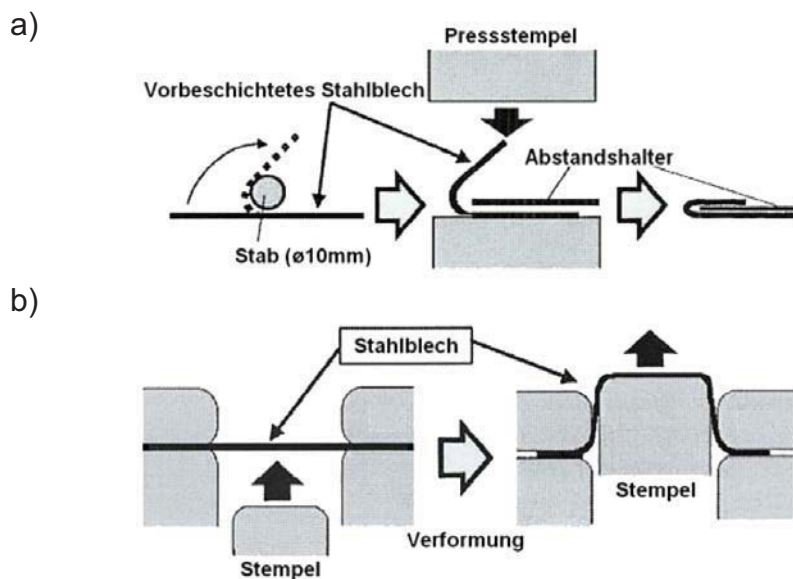 a)
Pressstempel
Vorbeschichtetes Stahlblech
Abstandshalter
Stab (ø10mm)
b)
Stahlblech
Stempel
Verformung
Stempel